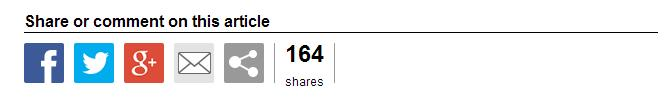 Share or comment on this article
f g+ 164
shares